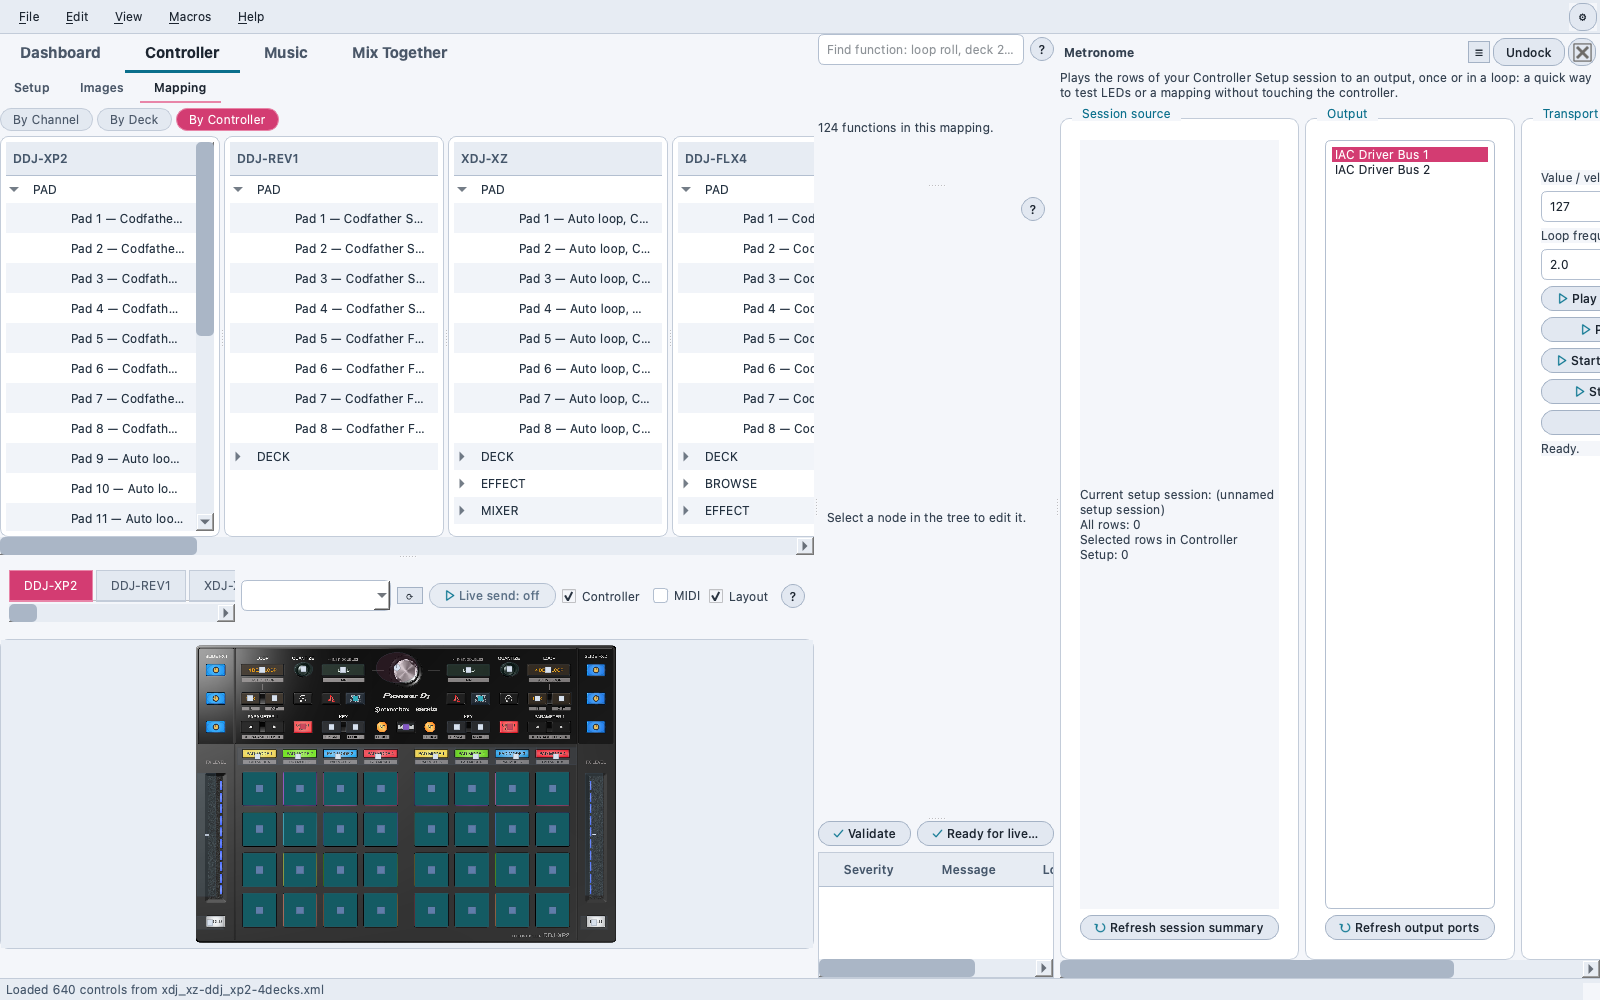 File Edit View Macros Help
Dashboard Controller Music Mix Together
Setup Images Mapping
By Channel By Deck By Controller
DDJ-XP2
PAD
Pad 1 — Codfathe...
Pad 2 — Codfathe...
Pad 3 — Codfath...
Pad 4 — Codfath...
Pad 5 — Codfath...
Pad 6 — Codfath...
Pad 7 — Codfathe...
Pad 8 — Codfath...
Pad 9 — Auto loo...
Pad 10 — Auto lo...
Pad 11 — Auto loo...
DDJ-REV1
PAD
Pad 1 — Codfather S...
Pad 2 — Codfather S...
Pad 3 — Codfather S...
Pad 4 — Codfather S...
Pad 5 — Codfather F...
Pad 6 — Codfather F...
Pad 7 — Codfather F...
Pad 8 — Codfather F...
DECK
XDJ-XZ
PAD
Pad 1 — Auto loop, C...
Pad 2 — Auto loop, C...
Pad 3 — Auto loop, C...
Pad 4 — Auto loop, ...
Pad 5 — Auto loop, C...
Pad 6 — Auto loop, C...
Pad 7 — Auto loop, C...
Pad 8 — Auto loop, C...
DECK
EFFECT
MIXER
DDJ-FLX4
PAD
Pad 1 — Cod
Pad 2 — Coc
Pad 3 — Coc
Pad 4 — Coc
Pad 5 — Coc
Pad 6 — Coc
Pad 7 — Coc
Pad 8 — Coc
DECK
BROWSE
EFFECT
DDJ-XP2 DDJ-REV1 XDJ-
Live send: off Controller MIDI Layout ?
Pioneer Dj
Find function: loop roll, deck 2... ?
124 functions in this mapping.
?
Select a node in the tree to edit it.
Validate Ready for live...
Severity Message Lo
Metronome Undock
Plays the rows of your Controller Setup session to an output, once or in a loop: a quick way
to test LEDs or a mapping without touching the controller.
Session source
Current setup session: (unnamed
setup session)
All rows: 0
Selected rows in Controller
Setup: 0
Refresh session summary
Output
IAC Driver Bus 1
IAC Driver Bus 2
Refresh output ports
Transport
Value / vel
127
Loop frequ
2.0
Play
P
Start
St
Ready.
Loaded 640 controls from xdj_xz-ddj_xp2-4decks.xml